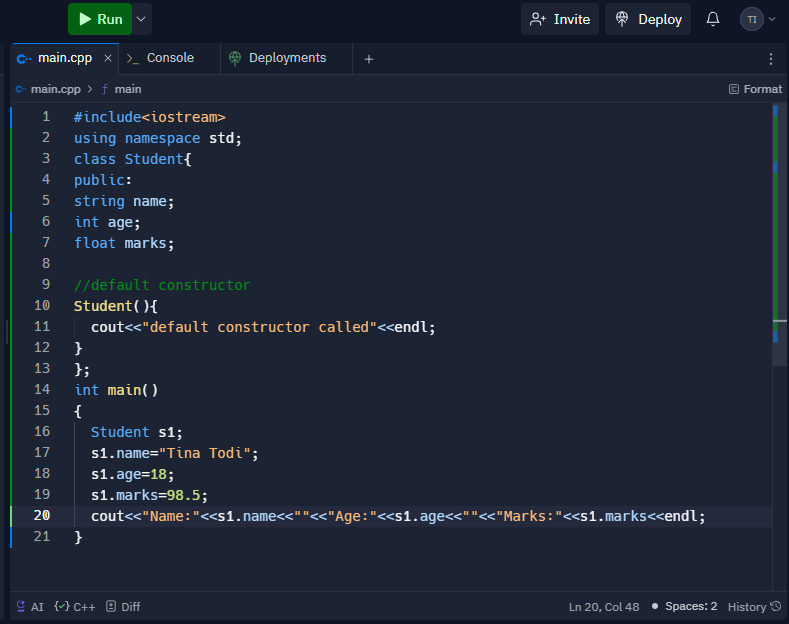 Run
Invite
Deploy
TI
main.cpp
Console
Deployments
main.cpp > main
Format
1 #include<iostream>
2 using namespace std;
3 class Student{
4 public:
5 string name;
6 int age;
7 float marks;
8
9 //default constructor
10 Student(){
11 cout<<"default constructor called"<<endl;
12 }
13 };
14 int main()
15 {
16 Student s1;
17 s1.name="Tina Todi";
18 s1.age=18;
19 s1.marks=98.5;
20 cout<<"Name:"<<s1.name<<""<<"Age:"<<s1.age<<""<<"Marks:"<<s1.marks<<endl;
21 }
AI
C++
Diff
Ln 20, Col 48
Spaces: 2
History